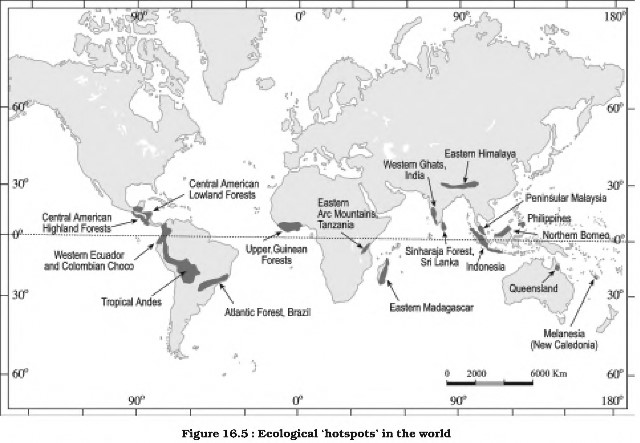 90° 0° 90° 180°
60° 60°
30° 30°
0° 0°
30° 30°
60° 60°
90° 0° 90° 180°
Eastern Himalaya
Western Ghats,
India
Central American
Lowland Forests
Eastern
Arc Mountains,
Tanzania
Peninsular Malaysia
Philippines
Central American
Highland Forests
Northern Borneo
Western Ecuador
and Colombian Choco
Upper Guinean
Forests
Sinharaja Forest,
Sri Lanka
Indonesia
Tropical Andes
Atlantic Forest, Brazil
Eastern Madagascar
Queensland
Melanesia
(New Caledonia)
0 2000 6000 Km
Figure 16.5 : Ecological ‘hotspots’ in the world